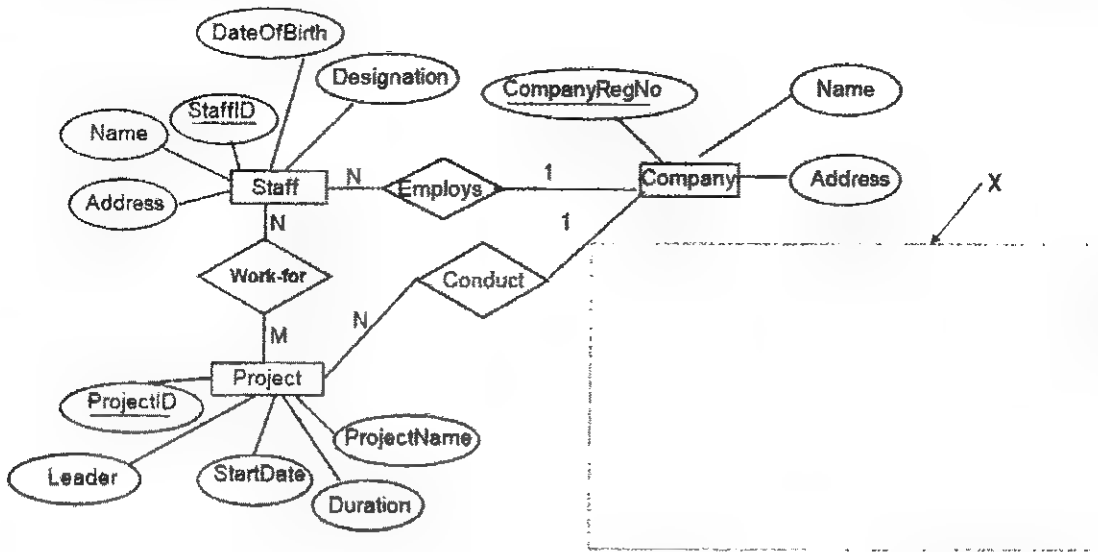 DateOfBirth
Designation
CompanyRegNo
Name
StaffID
Name
Staff
N
Employs
1
Company
Address
X
Address
N
1
Work-for
Conduct
N
M
Project
ProjectID
ProjectName
Leader
StartDate
Duration